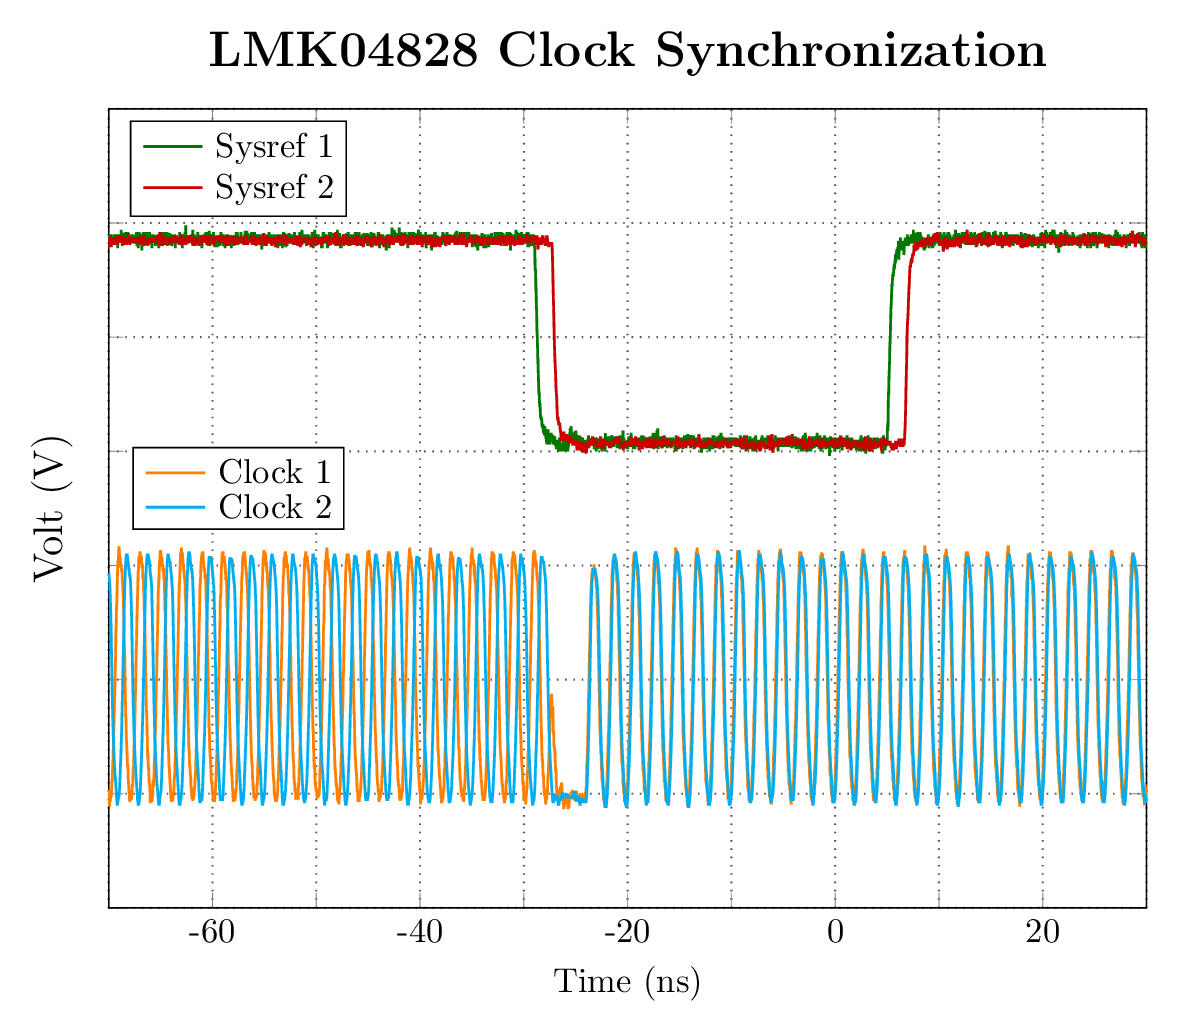 LMK04828 Clock Synchronization
Sysref 1
Sysref 2
Volt (V)
Clock 1
Clock 2
-60 -40 -20 0 20
Time (ns)